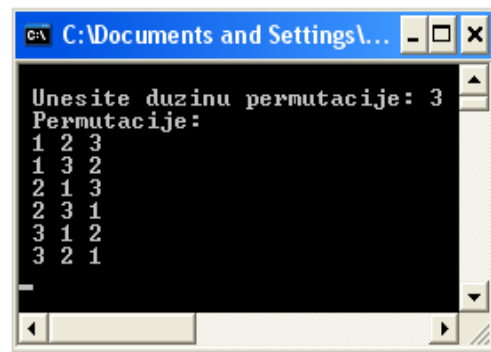 C:\Documents and Settings\...
Unesite duzinu permutacije: 3
Permutacije:
1 2 3
1 3 2
2 1 3
2 3 1
3 1 2
3 2 1